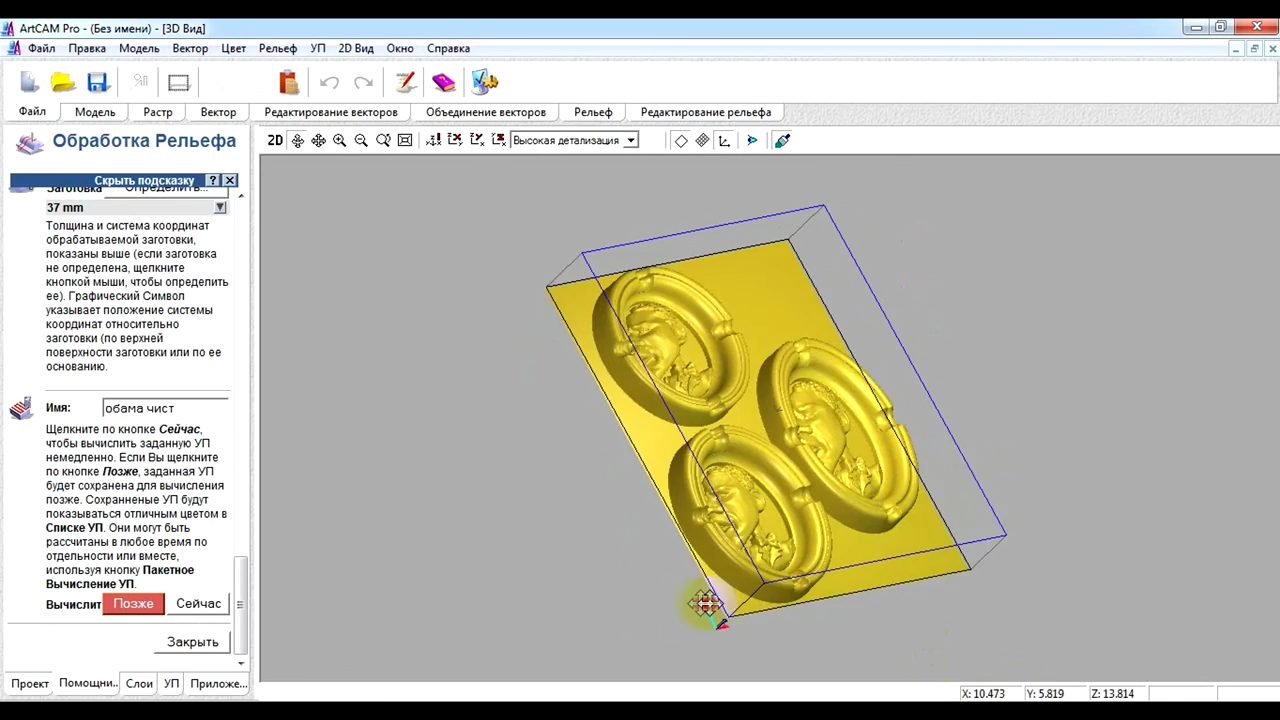 ArtCAM Pro - (Без имени) - [3D Вид]
Файл Правка Модель Вектор Цвет Рельеф УП 2D Вид Окно Справка
Файл Модель Растр Вектор Редактирование векторов Объединение векторов Рельеф Редактирование рельефа
Обработка Рельефа
2D Высокая детализация
Скрыть подсказку ? X
Заготовка Определить...
37 mm
Толщина и система координат
обрабатываемой заготовки,
показаны выше (если заготовка
не определена, щелкните
кнопкой мыши, чтобы определить
ее). Графический Символ
указывает положение системы
координат относительно
заготовки (по верхней
поверхности заготовки или по ее
основанию.
Имя: обама чист
Щелкните по кнопке Сейчас,
чтобы вычислить заданную УП
немедленно. Если Вы щелкните
по кнопке Позже, заданная УП
будет сохранена для вычисления
позже. Сохраненные УП будут
показываться отличным цветом в
Списке УП. Они могут быть
рассчитаны в любое время по
отдельности или вместе,
используя кнопку Пакетное
Вычисление УП.
Вычислит Позже Сейчас
Закрыть
Проект Помощни... Слои УП Приложе...
X: 10.473 Y: 5.819 Z: 13.814